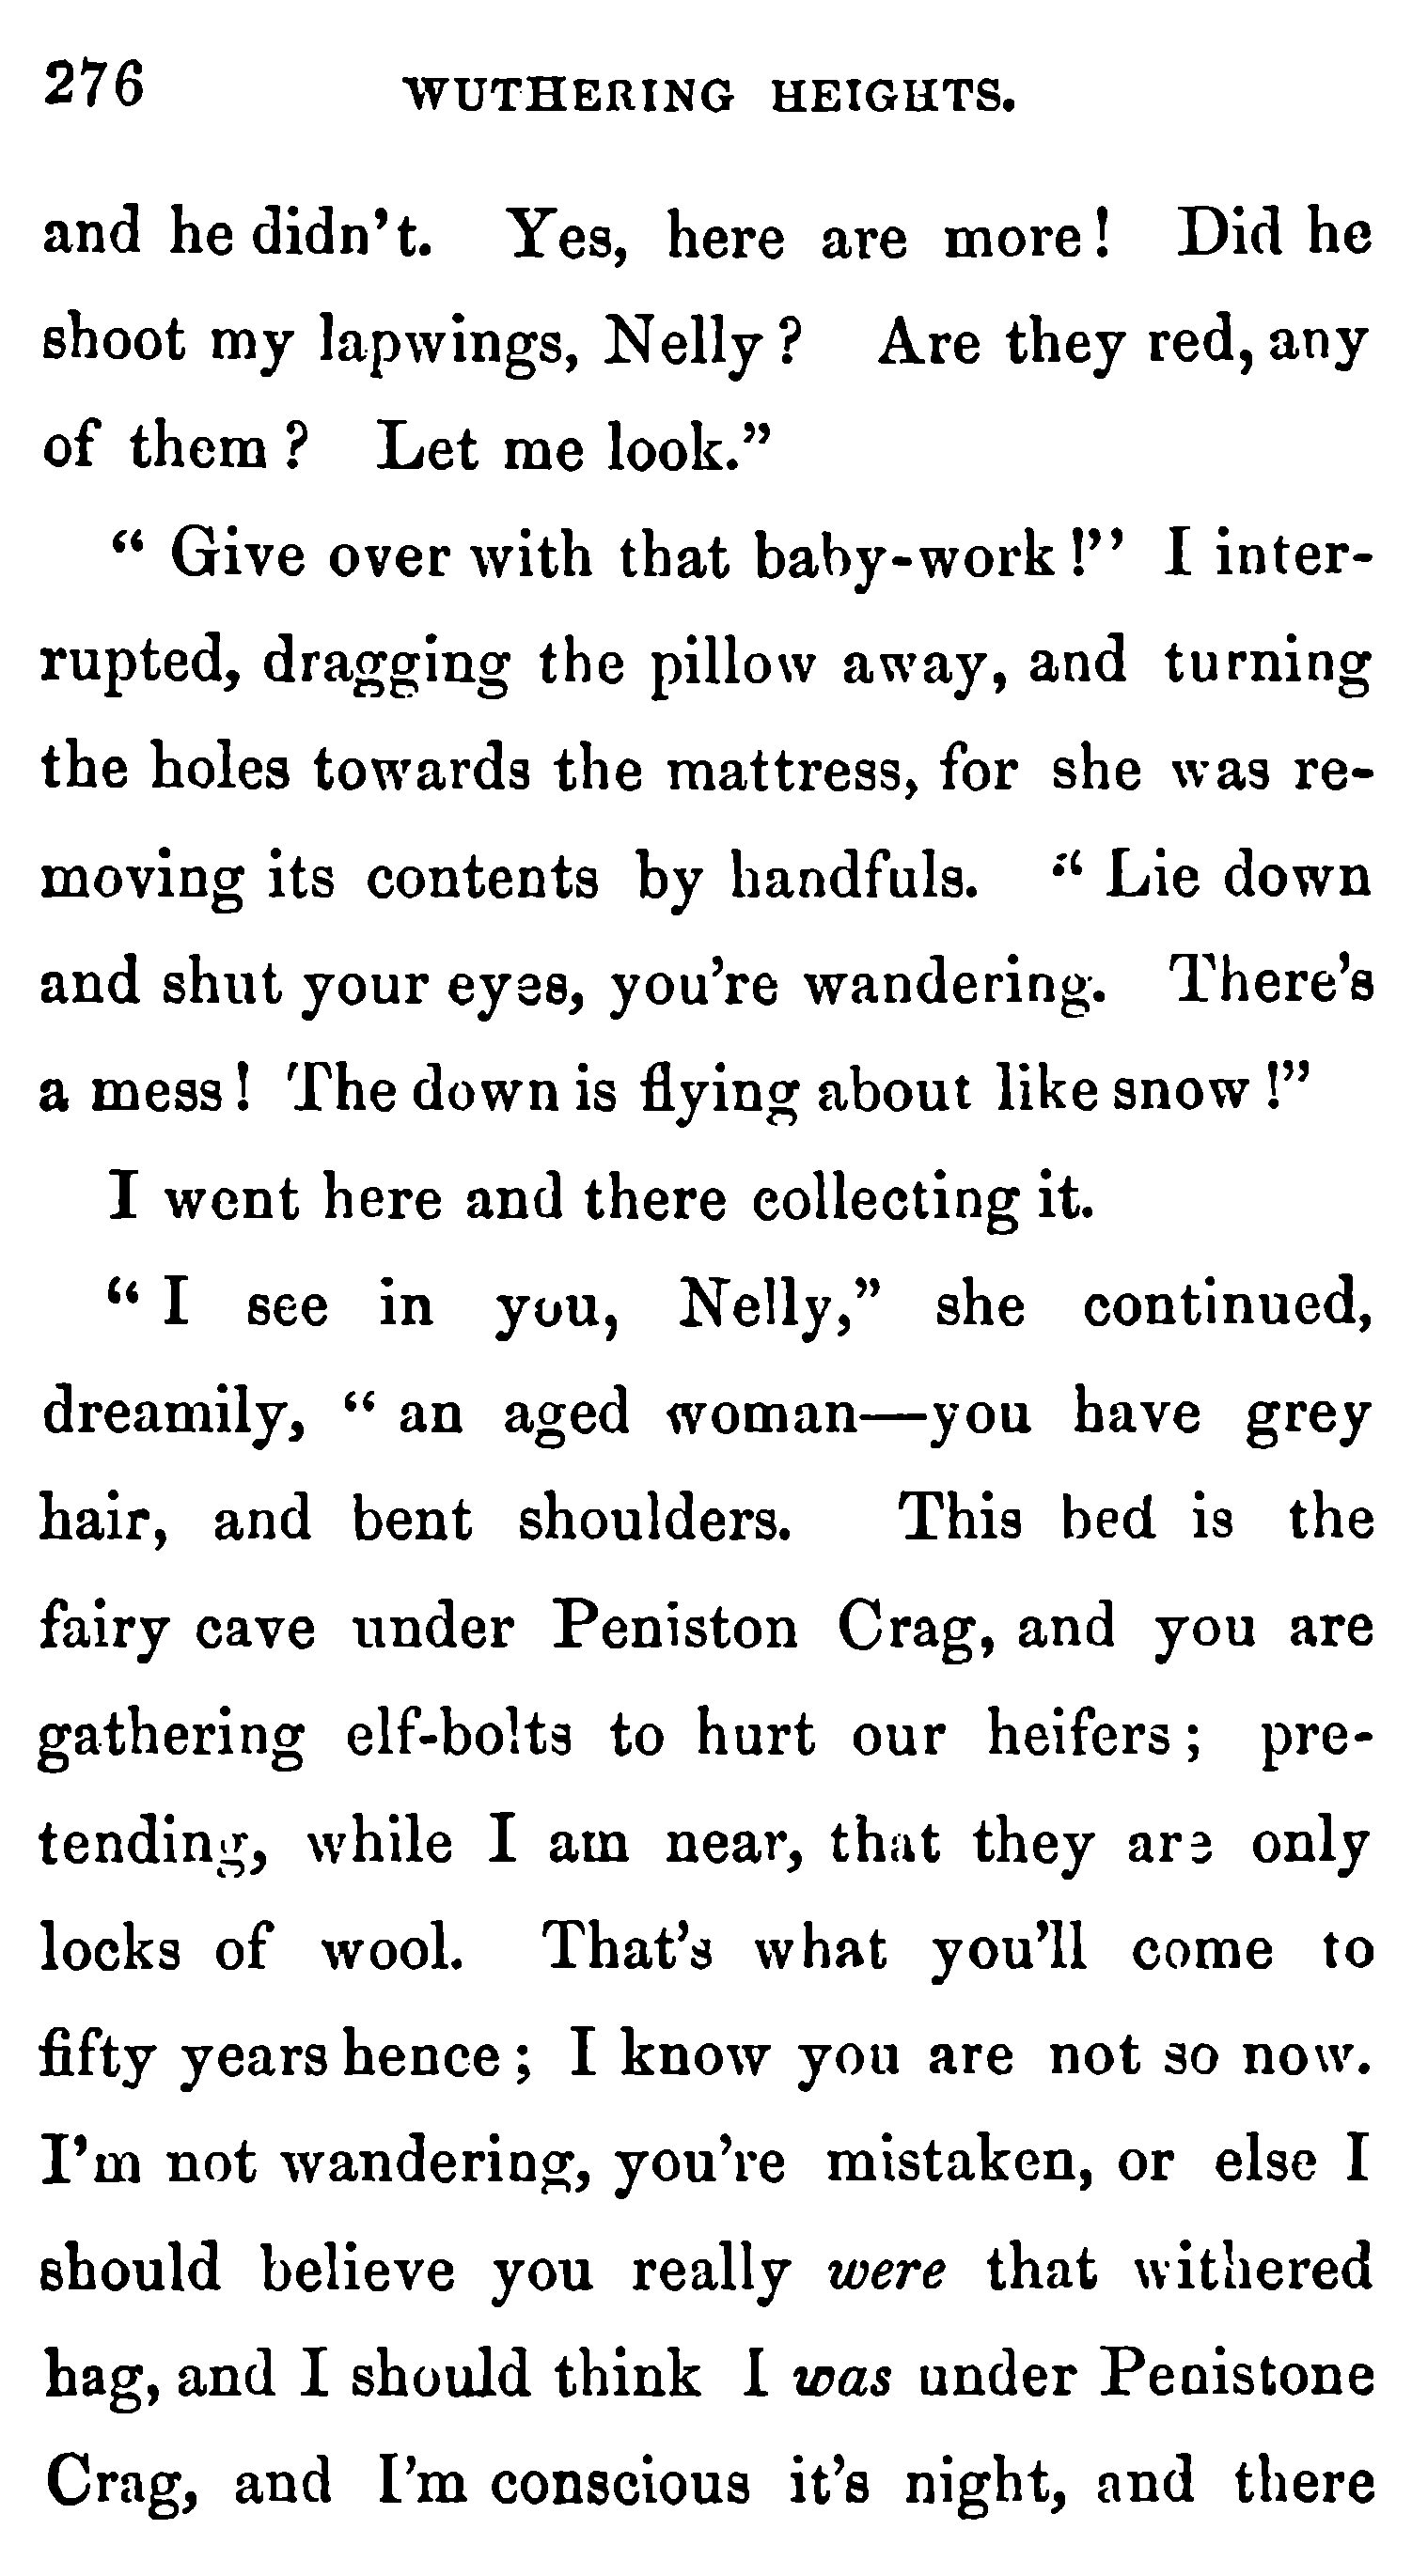 276 WUTHERING HEIGHTS.
and he didn't. Yes, here are more! Did he
shoot my lapwings, Nelly? Are they red, any
of them? Let me look."
"Give over with that baby-work!" I inter-
rupted, dragging the pillow away, and turning
the holes towards the mattress, for she was re-
moving its contents by handfuls. "Lie down
and shut your eyes, you're wandering. There's
a mess! The down is flying about like snow!"
I went here and there collecting it.
"I see in you, Nelly," she continued,
dreamily, "an aged woman—you have grey
hair, and bent shoulders. This bed is the
fairy cave under Peniston Crag, and you are
gathering elf-bolts to hurt our heifers; pre-
tending, while I am near, that they are only
locks of wool. That's what you'll come to
fifty years hence; I know you are not so now.
I'm not wandering, you're mistaken, or else I
should believe you really were that withered
hag, and I should think I was under Penistone
Crag, and I'm conscious it's night, and there